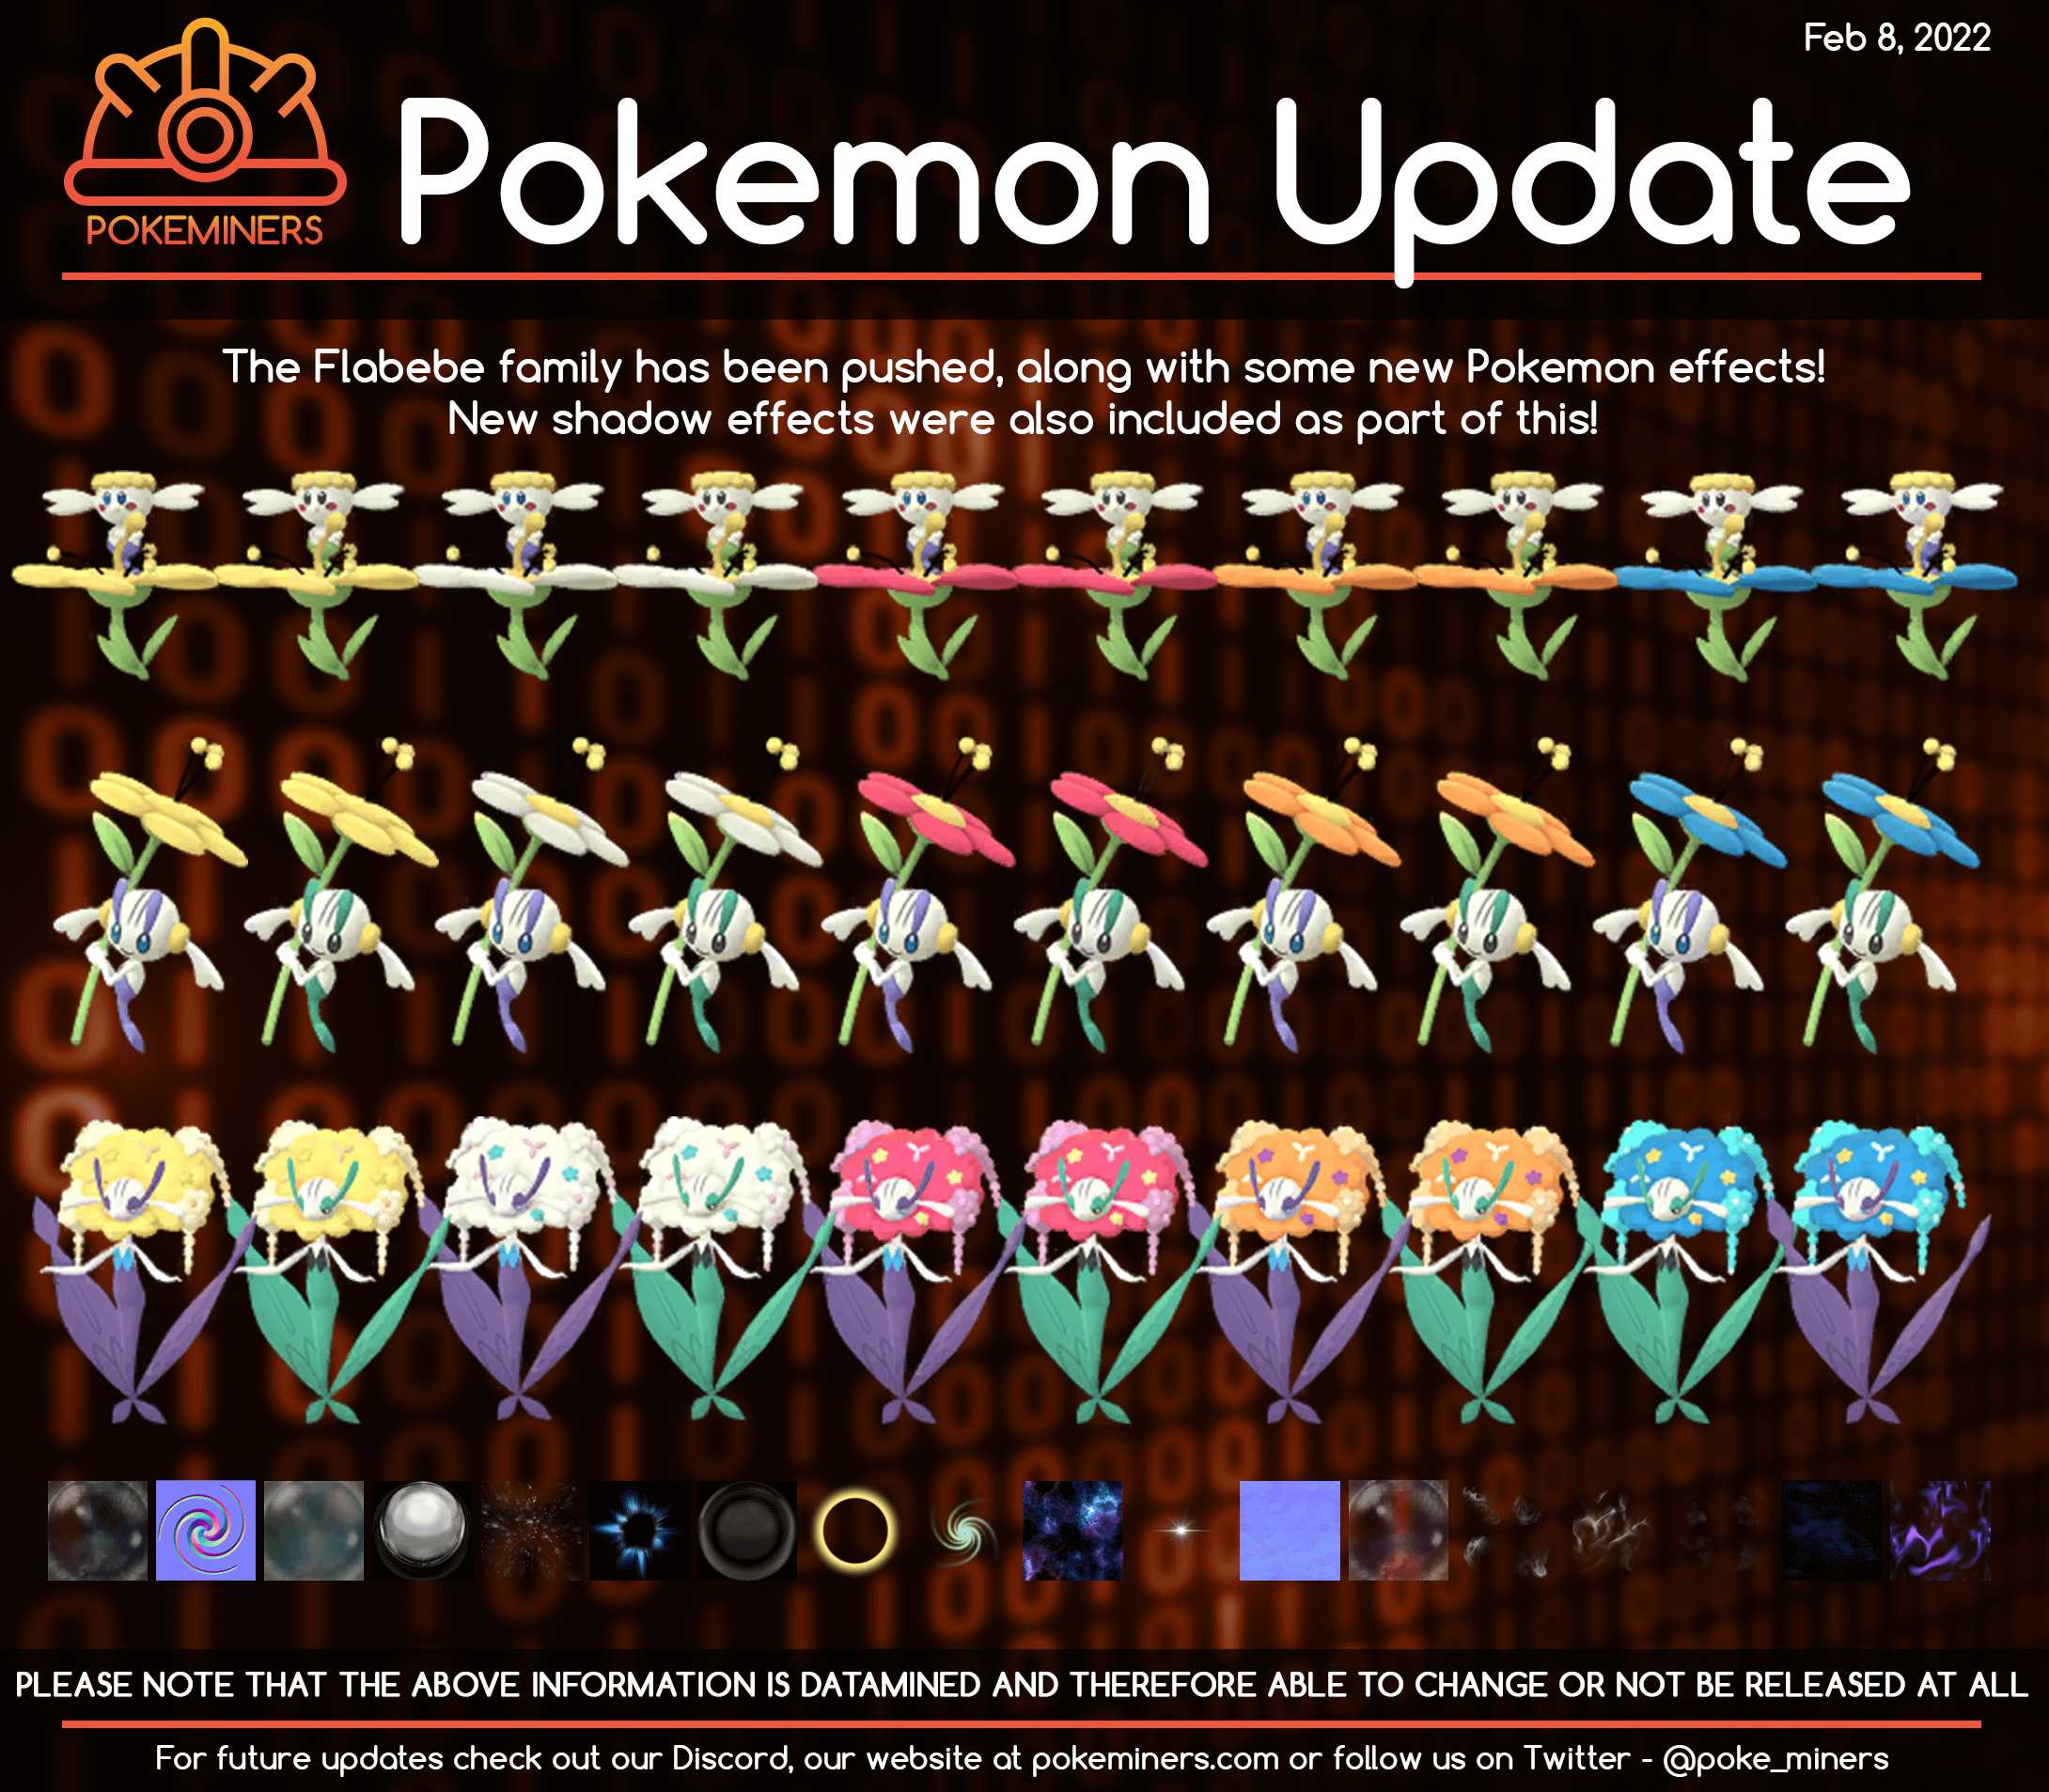 Feb 8, 2022
Pokemon Update
POKEMINERS
The Flabebe family has been pushed, along with some new Pokemon effects!
New shadow effects were also included as part of this!
PLEASE NOTE THAT THE ABOVE INFORMATION IS DATAMINED AND THEREFORE ABLE TO CHANGE OR NOT BE RELEASED AT ALL
For future updates check out our Discord, our website at pokeminers.com or follow us on Twitter - @poke_miners